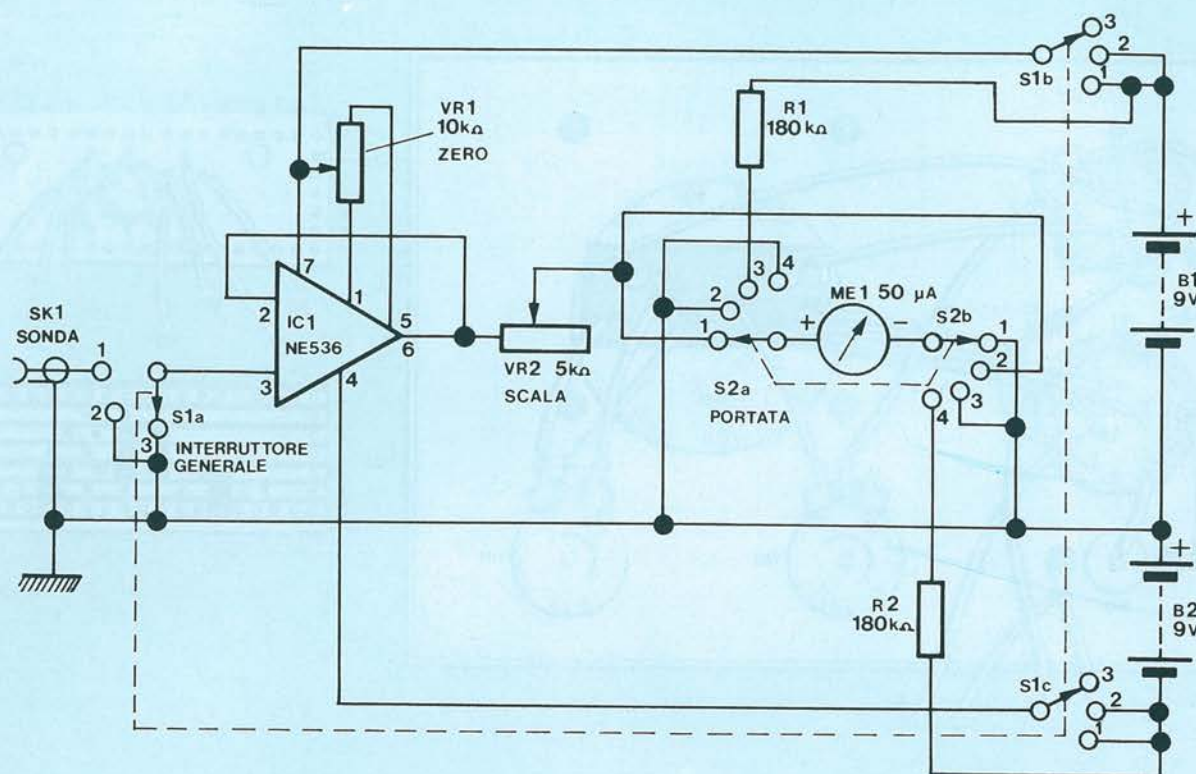 3
S1b
2
1
VR1
10kΩ
ZERO
R1
180kΩ
+
B1
9V
7
1
2
IC1
NE536
5
6
3
4
SK1
SONDA
1
2
S1a
3
INTERRUTTORE
GENERALE
VR2 5kΩ
SCALA
3
4
2
1
+
ME1 50 µA
-
S2b
1
2
3
4
S2a
PORTATA
R2
180kΩ
+
B2
9V
S1c
3
2
1